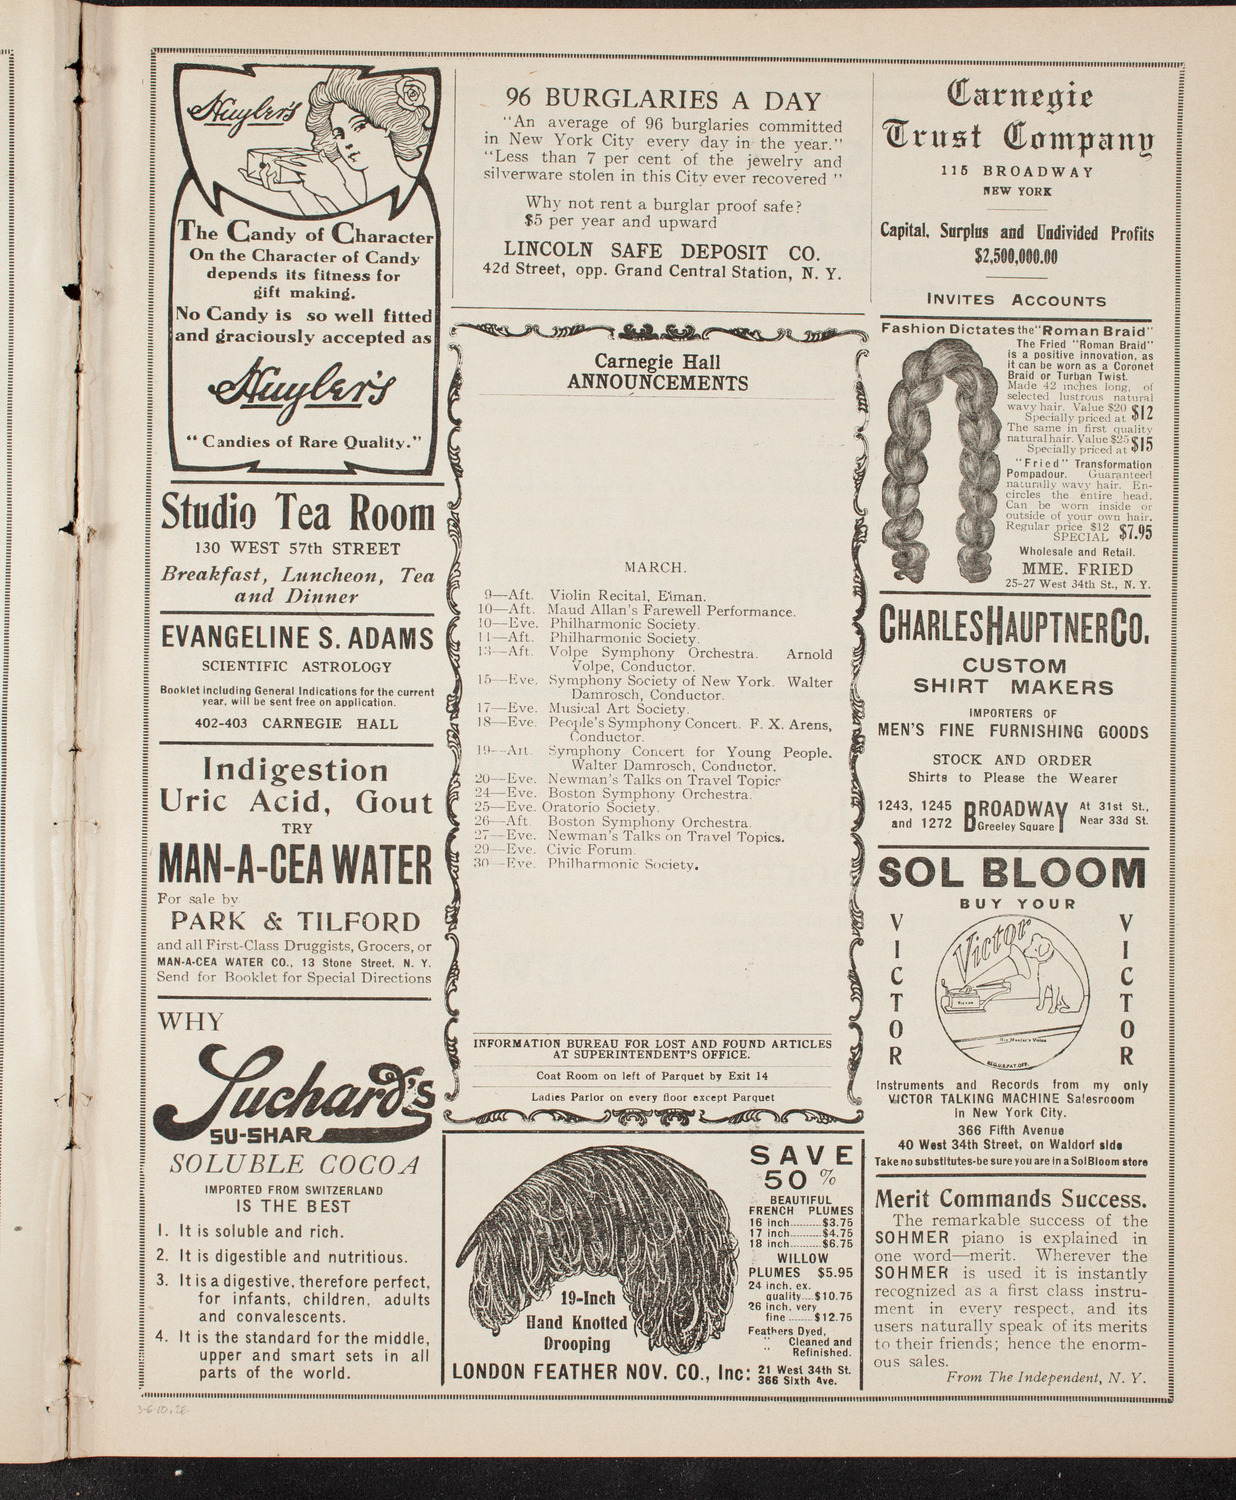 Huyler's
The Candy of Character
On the Character of Candy
depends its fitness for
gift making.
No Candy is so well fitted
and graciously accepted as
Huyler's
“Candies of Rare Quality.”
Studio Tea Room
130 WEST 57th STREET
Breakfast, Luncheon, Tea
and Dinner
EVANGELINE S. ADAMS
SCIENTIFIC ASTROLOGY
Booklet including General Indications for the current
year, will be sent free on application.
402-403 CARNEGIE HALL
Indigestion
Uric Acid, Gout
TRY
MAN-A-CEA WATER
For sale by
PARK & TILFORD
and all First-Class Druggists, Grocers, or
MAN-A-CEA WATER CO., 13 Stone Street, N. Y.
Send for Booklet for Special Directions
WHY
Suchard's
SU-SHAR
SOLUBLE COCOA
IMPORTED FROM SWITZERLAND
IS THE BEST
1. It is soluble and rich.
2. It is digestible and nutritious.
3. It is a digestive, therefore perfect,
for infants, children, adults
and convalescents.
4. It is the standard for the middle,
upper and smart sets in all
parts of the world.
96 BURGLARIES A DAY
“An average of 96 burglaries committed
in New York City every day in the year.”
“Less than 7 per cent of the jewelry and
silverware stolen in this City ever recovered ”
Why not rent a burglar proof safe?
$5 per year and upward
LINCOLN SAFE DEPOSIT CO.
42d Street, opp. Grand Central Station, N. Y.
Carnegie Hall
ANNOUNCEMENTS
MARCH.
9—Aft. Violin Recital, Elman.
10—Aft. Maud Allan's Farewell Performance.
10—Eve. Philharmonic Society.
11—Aft. Philharmonic Society.
13—Aft. Volpe Symphony Orchestra. Arnold
Volpe, Conductor.
15—Eve. Symphony Society of New York. Walter
Damrosch, Conductor.
17—Eve. Musical Art Society.
18—Eve. People's Symphony Concert. F. X. Arens,
Conductor.
19—Aft. Symphony Concert for Young People.
Walter Damrosch, Conductor.
20—Eve. Newman's Talks on Travel Topics
24—Eve. Boston Symphony Orchestra.
25—Eve. Oratorio Society.
26—Aft. Boston Symphony Orchestra.
27—Eve. Newman's Talks on Travel Topics.
29—Eve. Civic Forum.
30—Eve. Philharmonic Society.
INFORMATION BUREAU FOR LOST AND FOUND ARTICLES
AT SUPERINTENDENT'S OFFICE.
Coat Room on left of Parquet by Exit 14
Ladies Parlor on every floor except Parquet
19-Inch
Hand Knotted
Drooping
SAVE
50%
BEAUTIFUL
FRENCH PLUMES
16 inch..........$3.75
17 inch..........$4.75
18 inch..........$6.75
WILLOW
PLUMES $5.95
24 inch, ex.
quality....$10.75
26 inch, very
fine........$12.75
Feathers Dyed,
" Cleaned and
" Refinished.
LONDON FEATHER NOV. CO., Inc: 21 West 34th St.
366 Sixth Ave.
Carnegie
Trust Company
115 BROADWAY
NEW YORK
Capital, Surplus and Undivided Profits
$2,500,000.00
INVITES ACCOUNTS
Fashion Dictates the "Roman Braid"
The Fried "Roman Braid"
is a positive innovation, as
it can be worn as a Coronet
Braid or Turban Twist.
Made 42 inches long, of
selected lustrous natural
wavy hair. Value $20
Specially priced at $12
The same in first quality
natural hair. Value $25
Specially priced at $15
"Fried" Transformation
Pompadour. Guaranteed
naturally wavy hair. En-
circles the entire head.
Can be worn inside or
outside of your own hair.
Regular price $12
SPECIAL $7.95
Wholesale and Retail.
MME. FRIED
25-27 West 34th St., N. Y.
CHARLES HAUPTNER CO.
CUSTOM
SHIRT MAKERS
IMPORTERS OF
MEN'S FINE FURNISHING GOODS
STOCK AND ORDER
Shirts to Please the Wearer
1243, 1245 and 1272 BROADWAY Greeley Square At 31st St., Near 33d St.
SOL BLOOM
BUY YOUR
VICTOR
Victor
VICTOR
His Master's Voice
REG.U.S.PAT.OFF.
VICTOR
Instruments and Records from my only
VICTOR TALKING MACHINE Salesrooom
in New York City.
366 Fifth Avenue
40 West 34th Street, on Waldorf side
Take no substitutes-be sure you are in a Sol Bloom store
Merit Commands Success.
The remarkable success of the
SOHMER piano is explained in
one word—merit. Wherever the
SOHMER is used it is instantly
recognized as a first class instru-
ment in every respect, and its
users naturally speak of its merits
to their friends; hence the enorm-
ous sales.
From The Independent, N. Y.
3-6-10, 2E